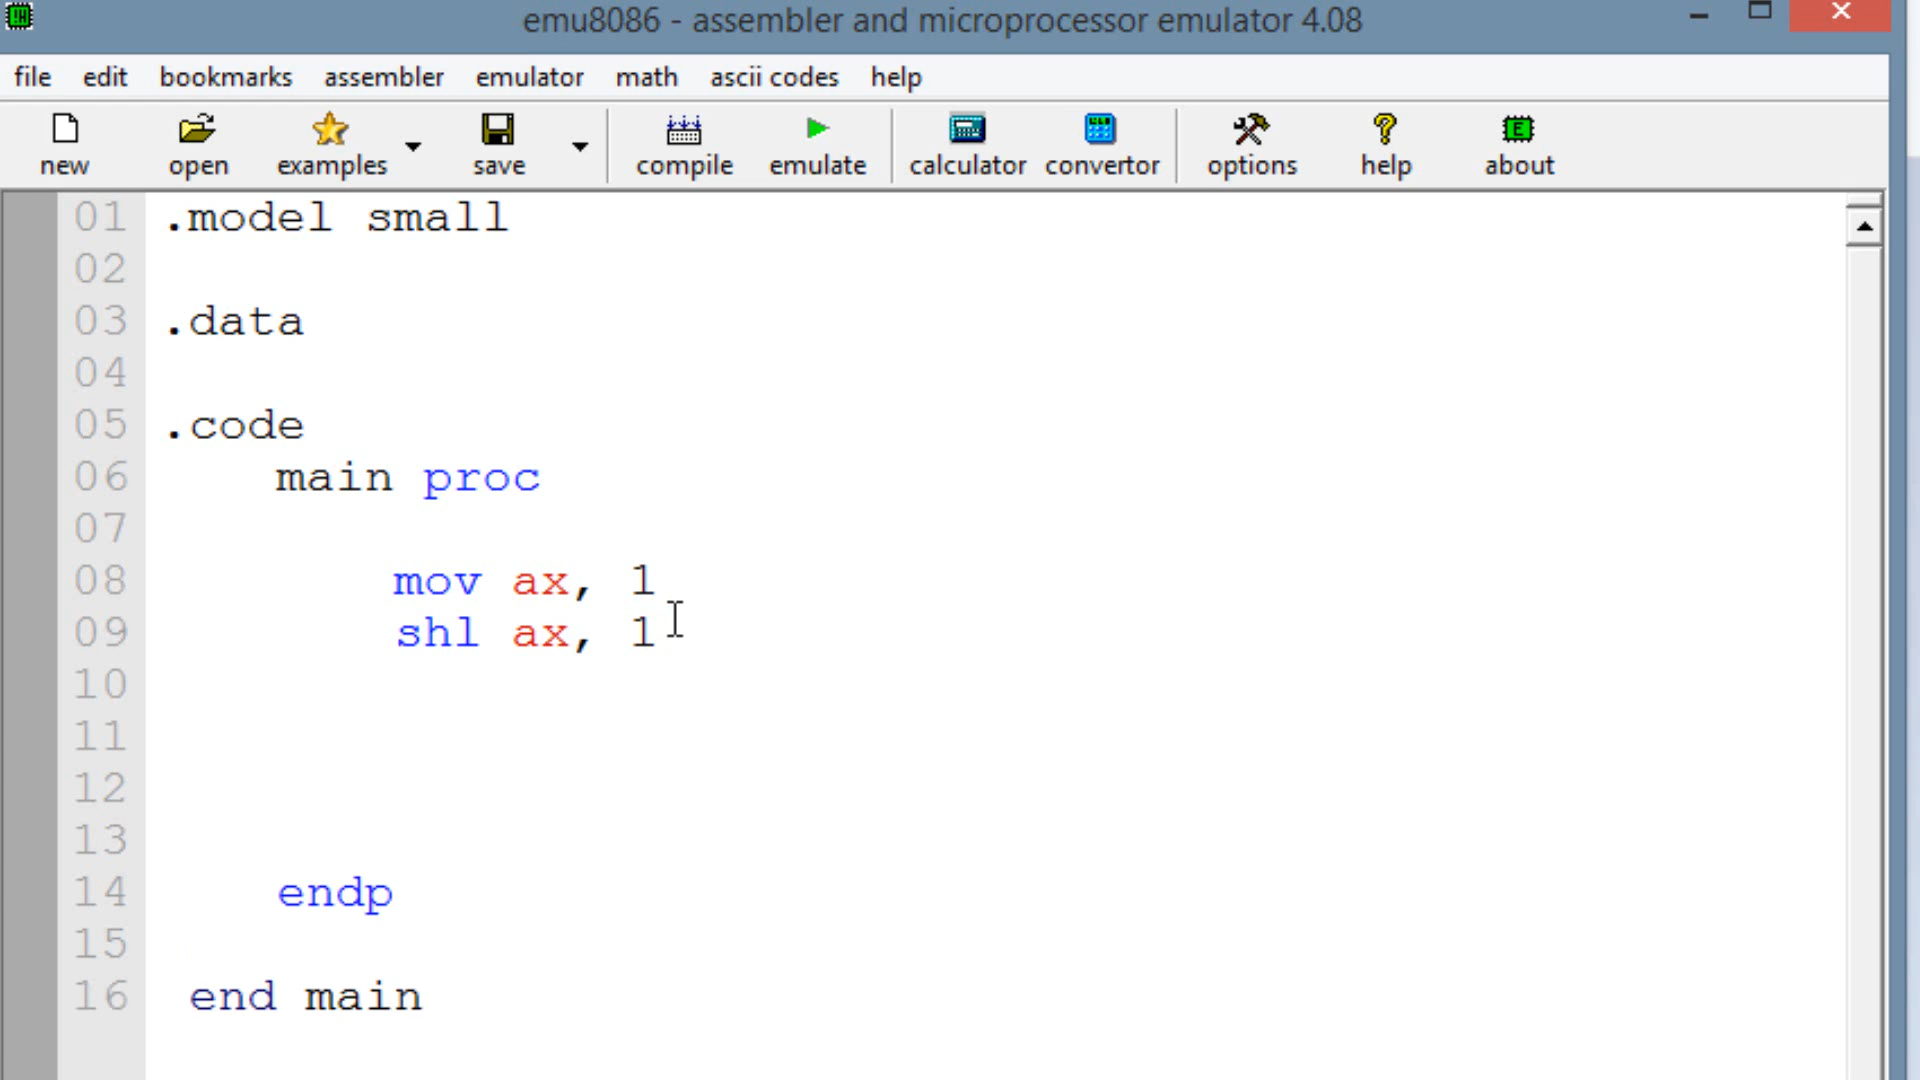 emu8086 - assembler and microprocessor emulator 4.08
file edit bookmarks assembler emulator math ascii codes help
new open examples save compile emulate calculator convertor options help about
01 .model small
02
03 .data
04
05 .code
06 main proc
07
08 mov ax, 1
09 shl ax, 1
10
11
12
13
14 endp
15
16 end main